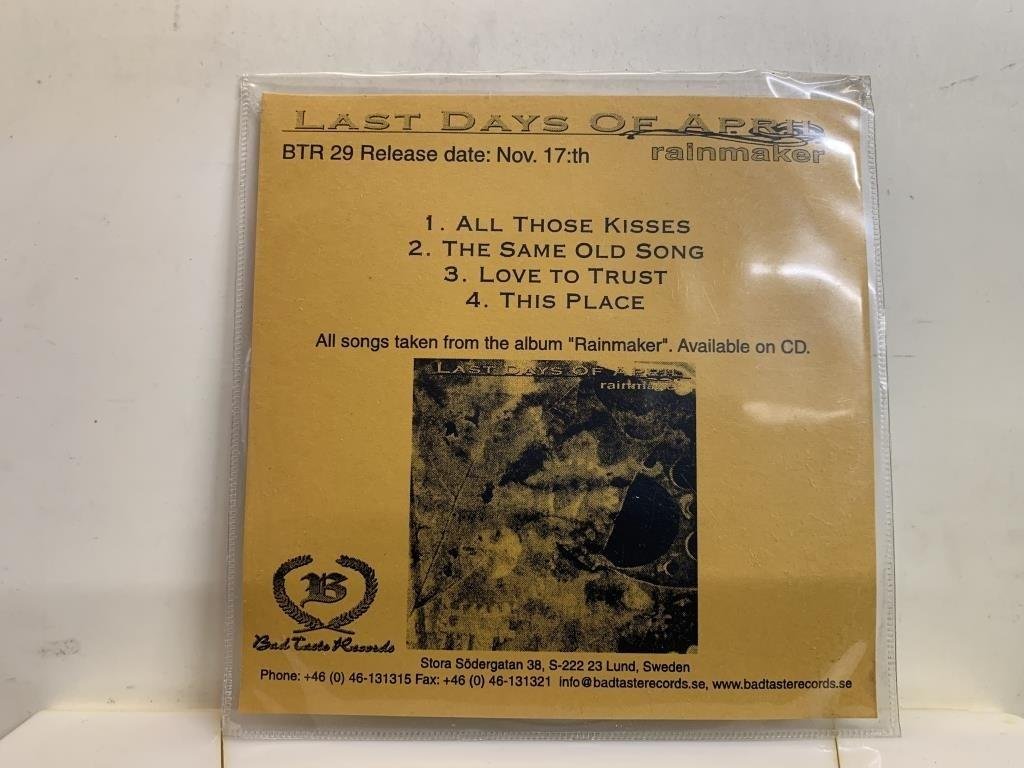 LAST DAYS OF APRIL
rainmaker
BTR 29 Release date: Nov. 17:th
1. ALL THOSE KISSES
2. THE SAME OLD SONG
3. LOVE TO TRUST
4. THIS PLACE
All songs taken from the album "Rainmaker". Available on CD.
LAST DAYS OF APRIL
rainmaker
B
Bad Taste Records
Stora Södergatan 38, S-222 23 Lund, Sweden
Phone: +46 (0) 46-131315 Fax: +46 (0) 46-131321 info@badtasterecords.se, www.badtasterecords.se